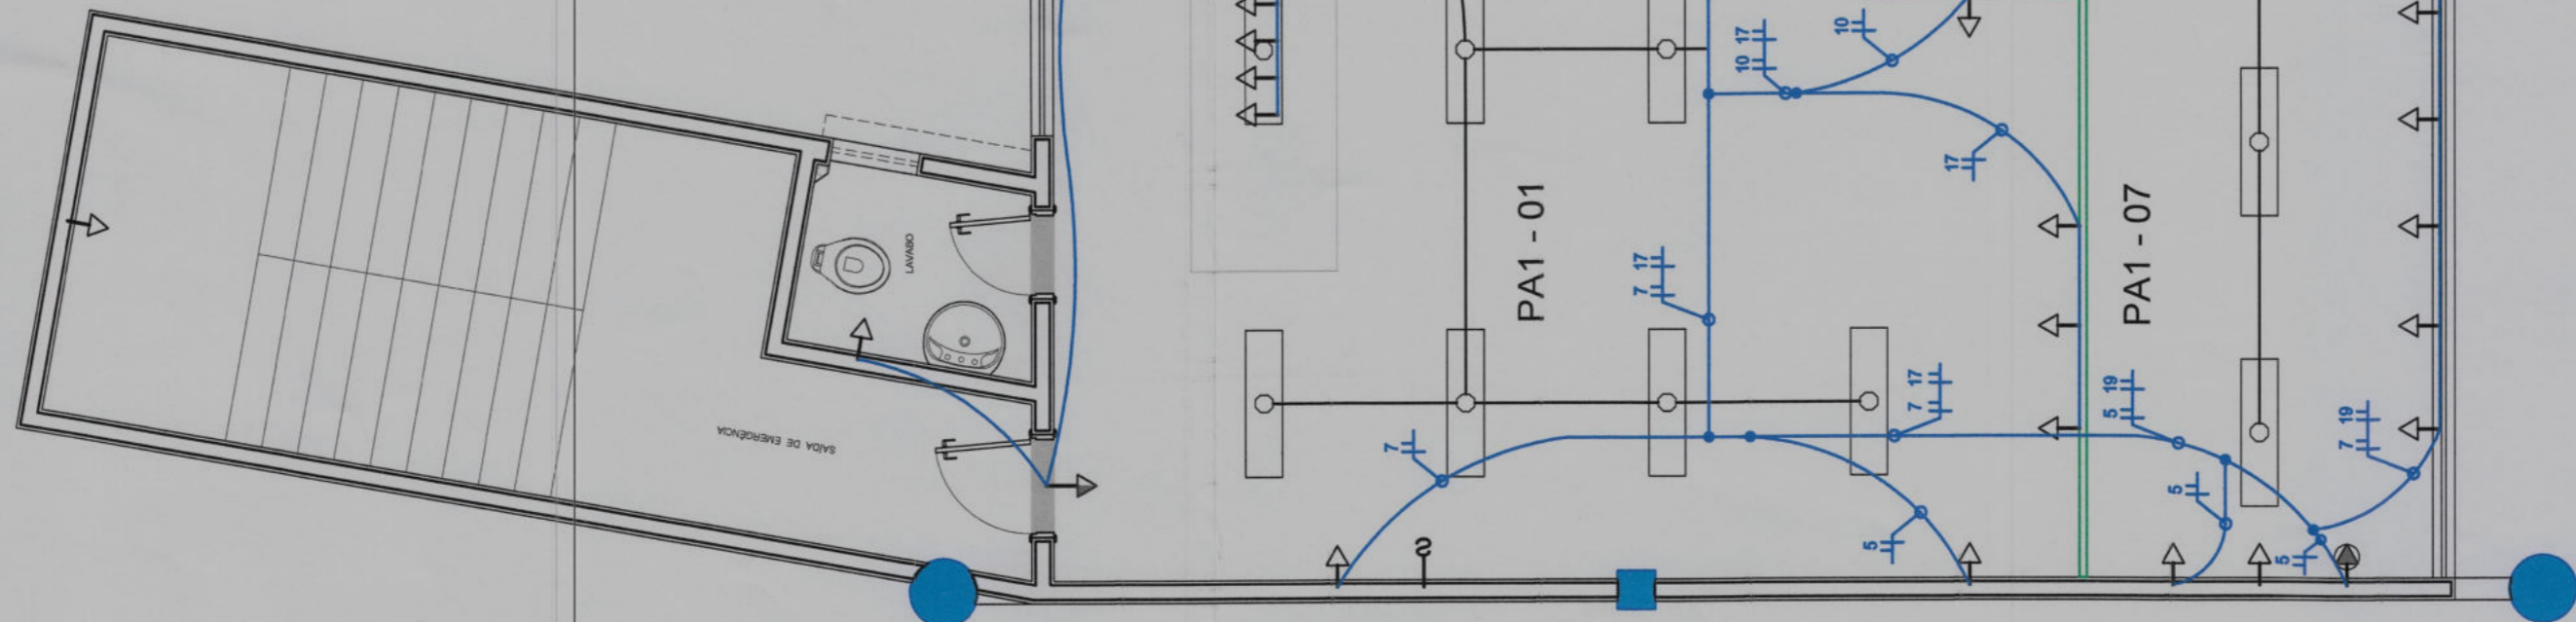 LAVABO
SAÍDA DE EMERGÊNCIA
PA1 - 01
PA1 - 07
10 17
10
17
7 17
7 17
7
5
5 19
5
5
7 19
S